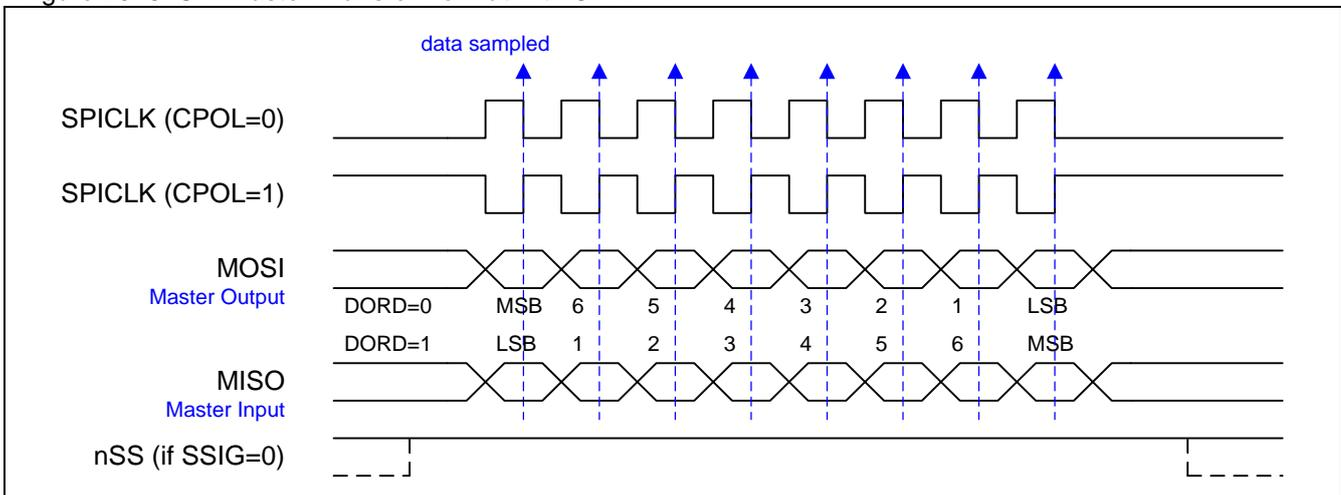 data sampled
SPICLK (CPOL=0)
SPICLK (CPOL=1)
MOSI
Master Output
DORD=0 MSB 6 5 4 3 2 1 LSB
DORD=1 LSB 1 2 3 4 5 6 MSB
MISO
Master Input
nSS (if SSIG=0)